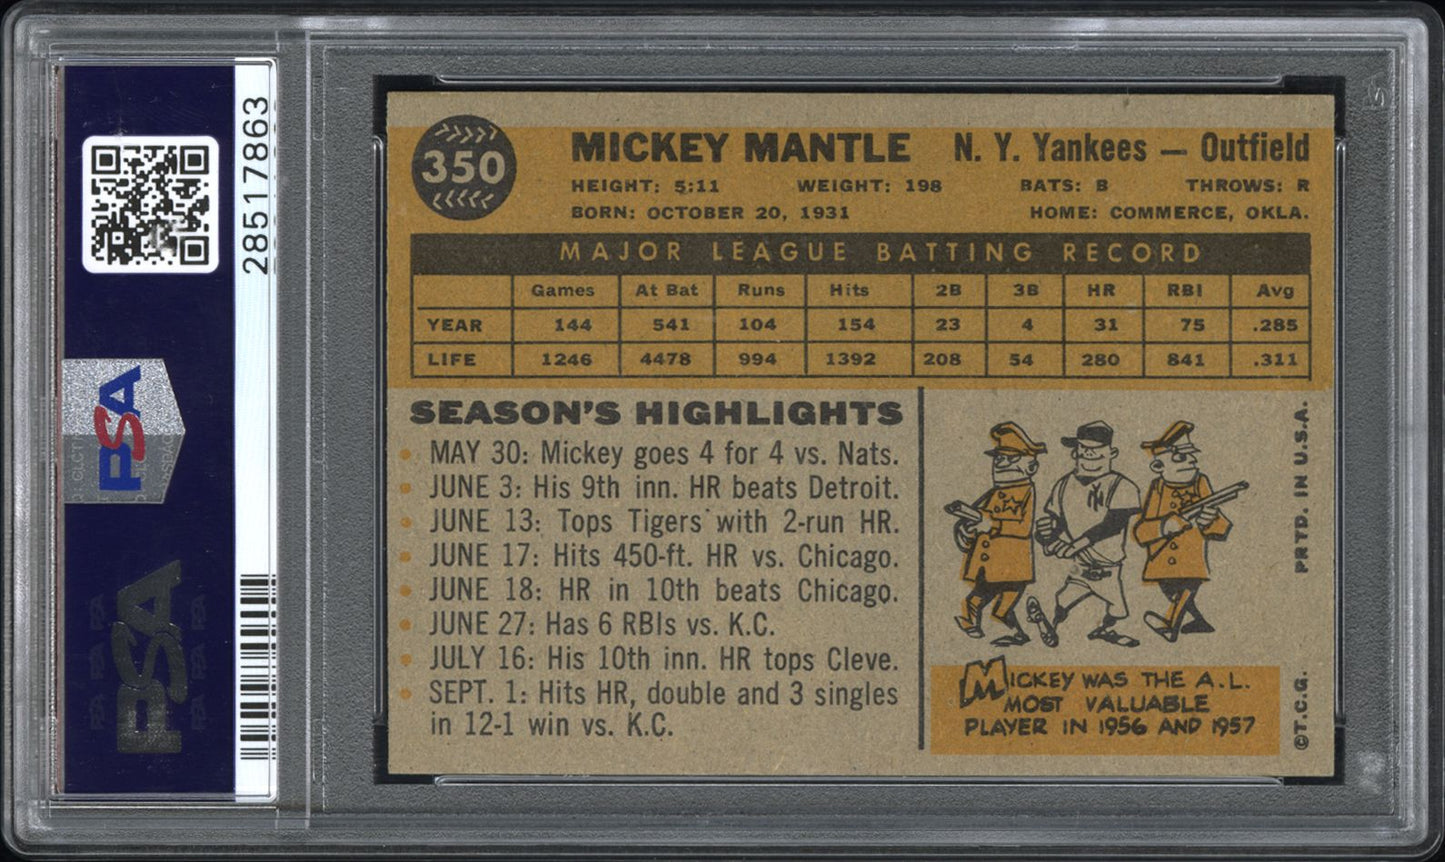 28517863
PSA
PSA
350
MICKEY MANTLE N. Y. Yankees — Outfield
HEIGHT: 5:11 WEIGHT: 198 BATS: B THROWS: R
BORN: OCTOBER 20, 1931 HOME: COMMERCE, OKLA.
MAJOR LEAGUE BATTING RECORD
Games At Bat Runs Hits 2B 3B HR RBI Avg
YEAR 144 541 104 154 23 4 31 75 .285
LIFE 1246 4478 994 1392 208 54 280 841 .311
SEASON'S HIGHLIGHTS
MAY 30: Mickey goes 4 for 4 vs. Nats.
JUNE 3: His 9th inn. HR beats Detroit.
JUNE 13: Tops Tigers with 2-run HR.
JUNE 17: Hits 450-ft. HR vs. Chicago.
JUNE 18: HR in 10th beats Chicago.
JUNE 27: Has 6 RBIs vs. K.C.
JULY 16: His 10th inn. HR tops Cleve.
SEPT. 1: Hits HR, double and 3 singles
in 12-1 win vs. K.C.
NY
MICKEY WAS THE A.L.
MOST VALUABLE
PLAYER IN 1956 AND 1957
PRTD. IN U.S.A.
©T.C.G.